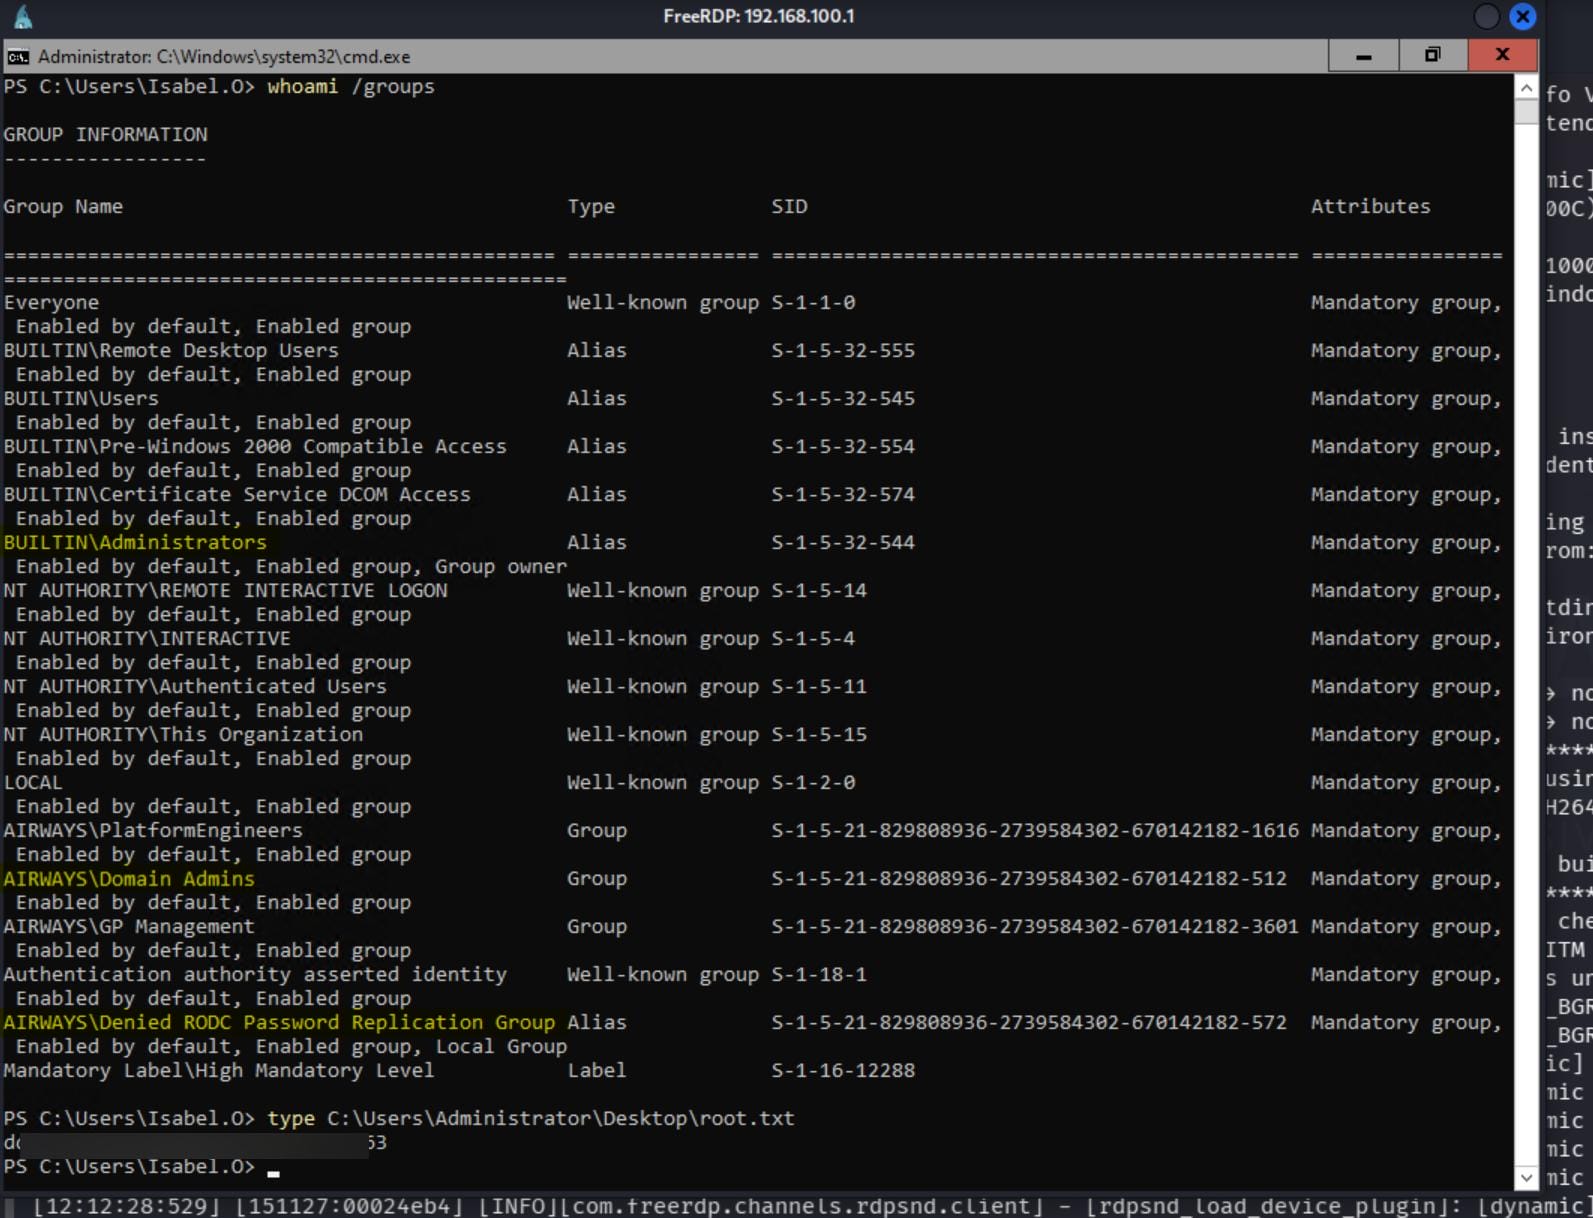 FreeRDP: 192.168.100.1
Administrator: C:\Windows\system32\cmd.exe
PS C:\Users\Isabel.O> whoami /groups
GROUP INFORMATION
-----------------
Group Name Type SID Attributes
============================================== ================ ============================================ ================
===============================================
Everyone Well-known group S-1-1-0 Mandatory group,
Enabled by default, Enabled group
BUILTIN\Remote Desktop Users Alias S-1-5-32-555 Mandatory group,
Enabled by default, Enabled group
BUILTIN\Users Alias S-1-5-32-545 Mandatory group,
Enabled by default, Enabled group
BUILTIN\Pre-Windows 2000 Compatible Access Alias S-1-5-32-554 Mandatory group,
Enabled by default, Enabled group
BUILTIN\Certificate Service DCOM Access Alias S-1-5-32-574 Mandatory group,
Enabled by default, Enabled group
BUILTIN\Administrators Alias S-1-5-32-544 Mandatory group,
Enabled by default, Enabled group, Group owner
NT AUTHORITY\REMOTE INTERACTIVE LOGON Well-known group S-1-5-14 Mandatory group,
Enabled by default, Enabled group
NT AUTHORITY\INTERACTIVE Well-known group S-1-5-4 Mandatory group,
Enabled by default, Enabled group
NT AUTHORITY\Authenticated Users Well-known group S-1-5-11 Mandatory group,
Enabled by default, Enabled group
NT AUTHORITY\This Organization Well-known group S-1-5-15 Mandatory group,
Enabled by default, Enabled group
LOCAL Well-known group S-1-2-0 Mandatory group,
Enabled by default, Enabled group
AIRWAYS\PlatformEngineers Group S-1-5-21-829808936-2739584302-670142182-1616 Mandatory group,
Enabled by default, Enabled group
AIRWAYS\Domain Admins Group S-1-5-21-829808936-2739584302-670142182-512 Mandatory group,
Enabled by default, Enabled group
AIRWAYS\GP Management Group S-1-5-21-829808936-2739584302-670142182-3601 Mandatory group,
Enabled by default, Enabled group
Authentication authority asserted identity Well-known group S-1-18-1 Mandatory group,
Enabled by default, Enabled group
AIRWAYS\Denied RODC Password Replication Group Alias S-1-5-21-829808936-2739584302-670142182-572 Mandatory group,
Enabled by default, Enabled group, Local Group
Mandatory Label\High Mandatory Level Label S-1-16-12288
PS C:\Users\Isabel.O> type C:\Users\Administrator\Desktop\root.txt
PS C:\Users\Isabel.O>
[12:12:28:529] [151127:00024eb4] [INFO][com.freerdp.channels.rdpsnd.client] - [rdpsnd_load_device_plugin]: [dynamic]